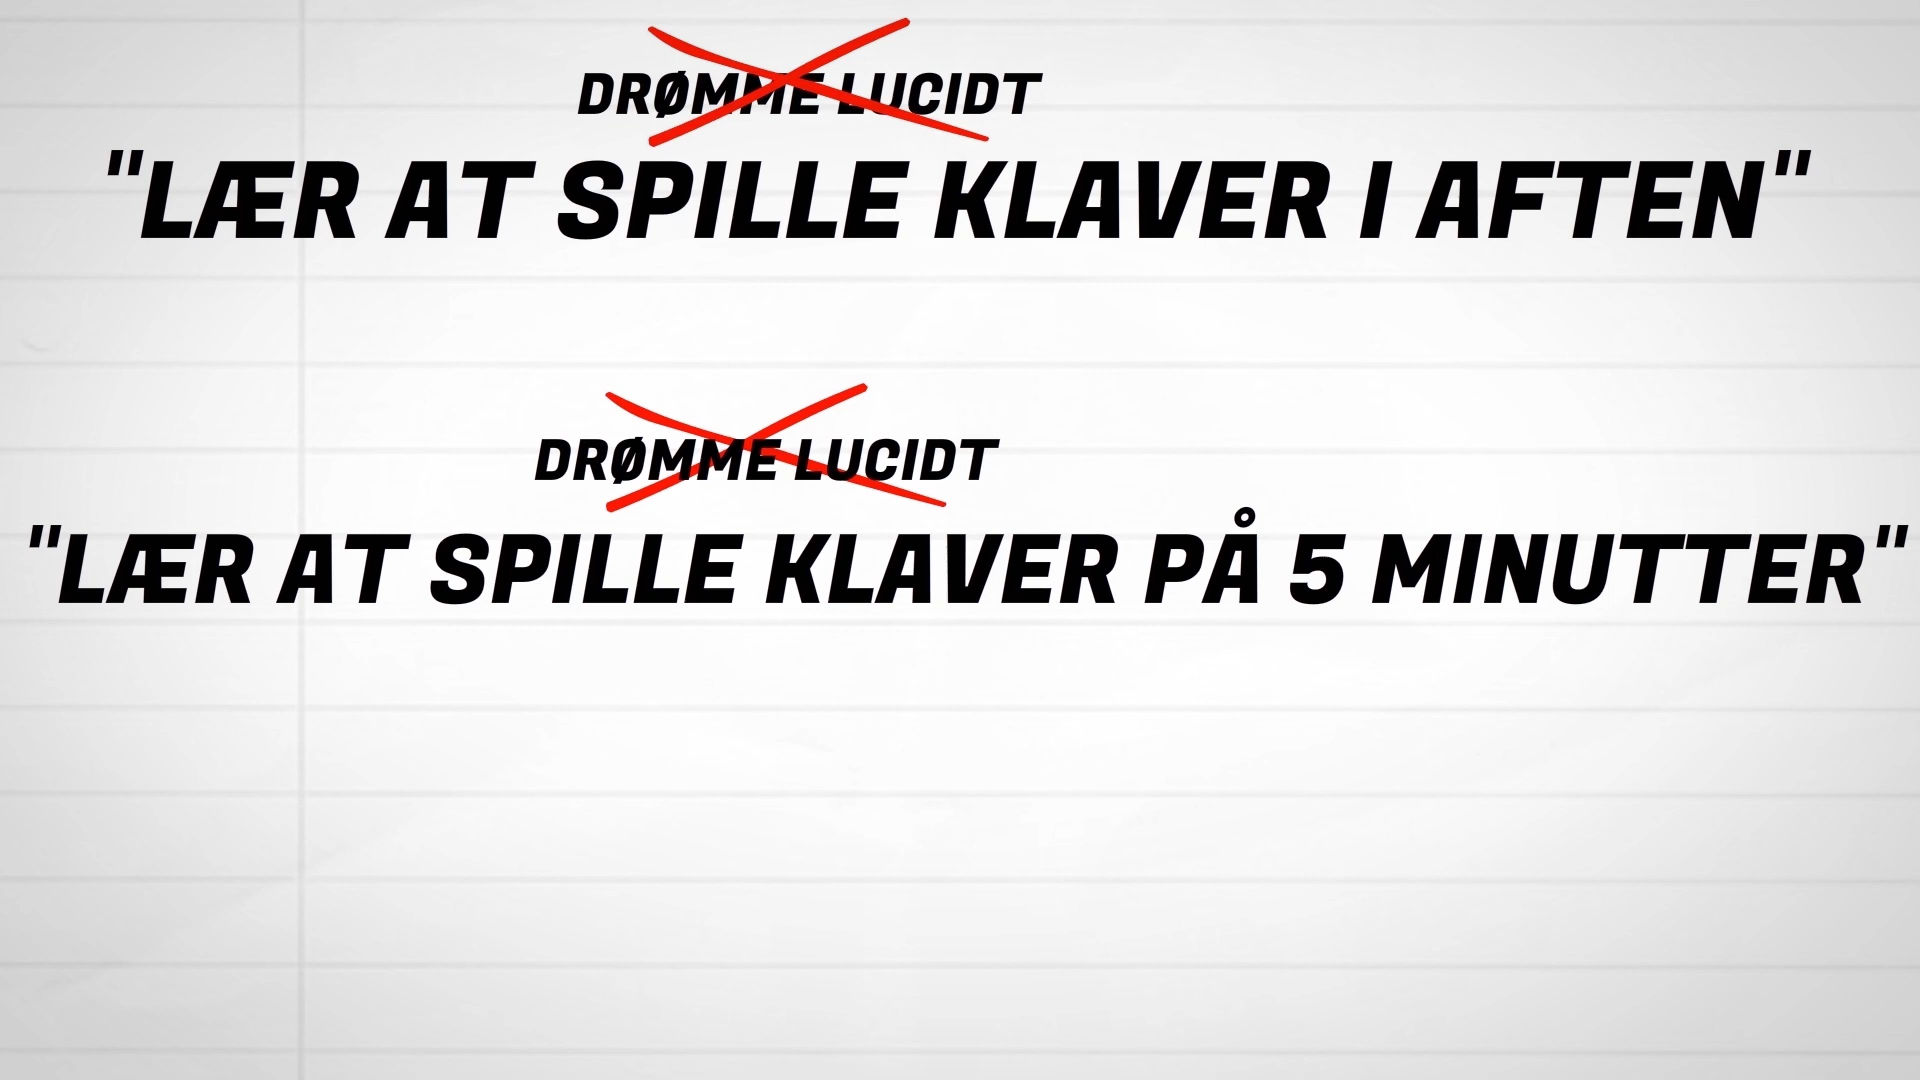 DRØMME LUCIDT
"LÆR AT SPILLE KLAVER I AFTEN"
DRØMME LUCIDT
"LÆR AT SPILLE KLAVER PÅ 5 MINUTTER"